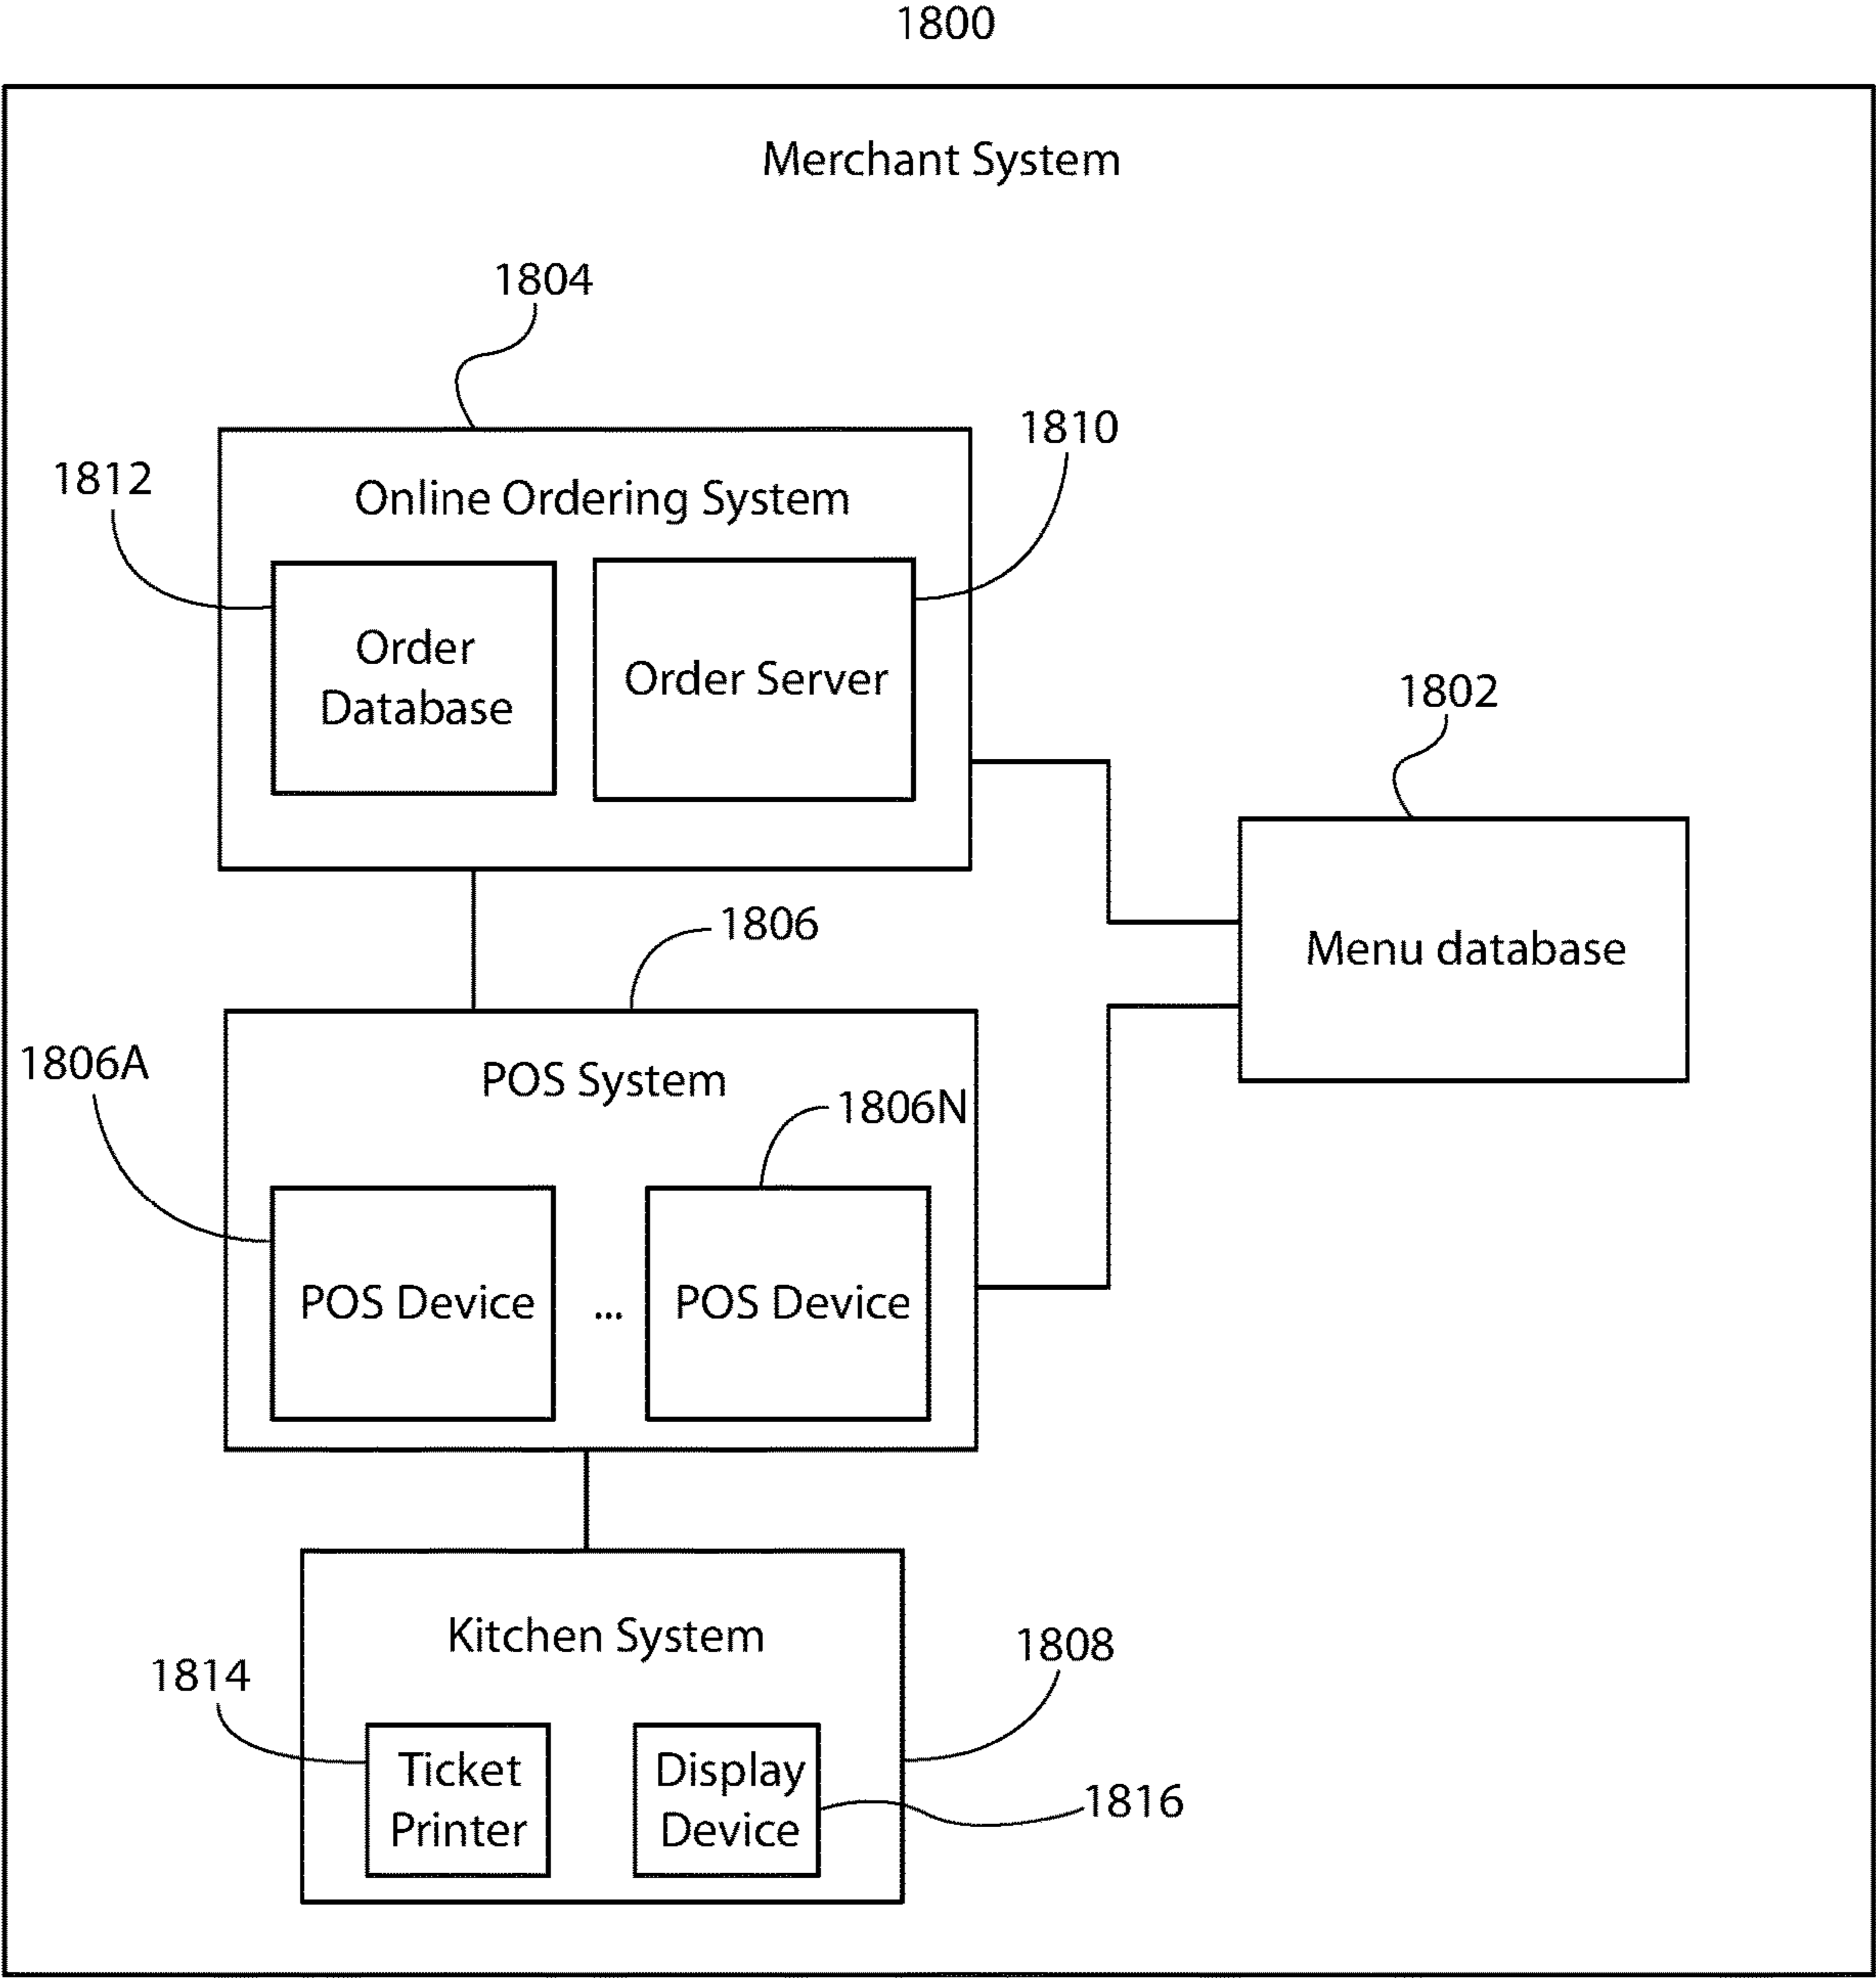 1800
Merchant System
1804
1810
1812
Online Ordering System
Order
Database
Order Server
1802
Menu database
1806
1806A
POS System
1806N
POS Device
...
POS Device
Kitchen System
1808
1814
Ticket
Printer
Display
Device
1816